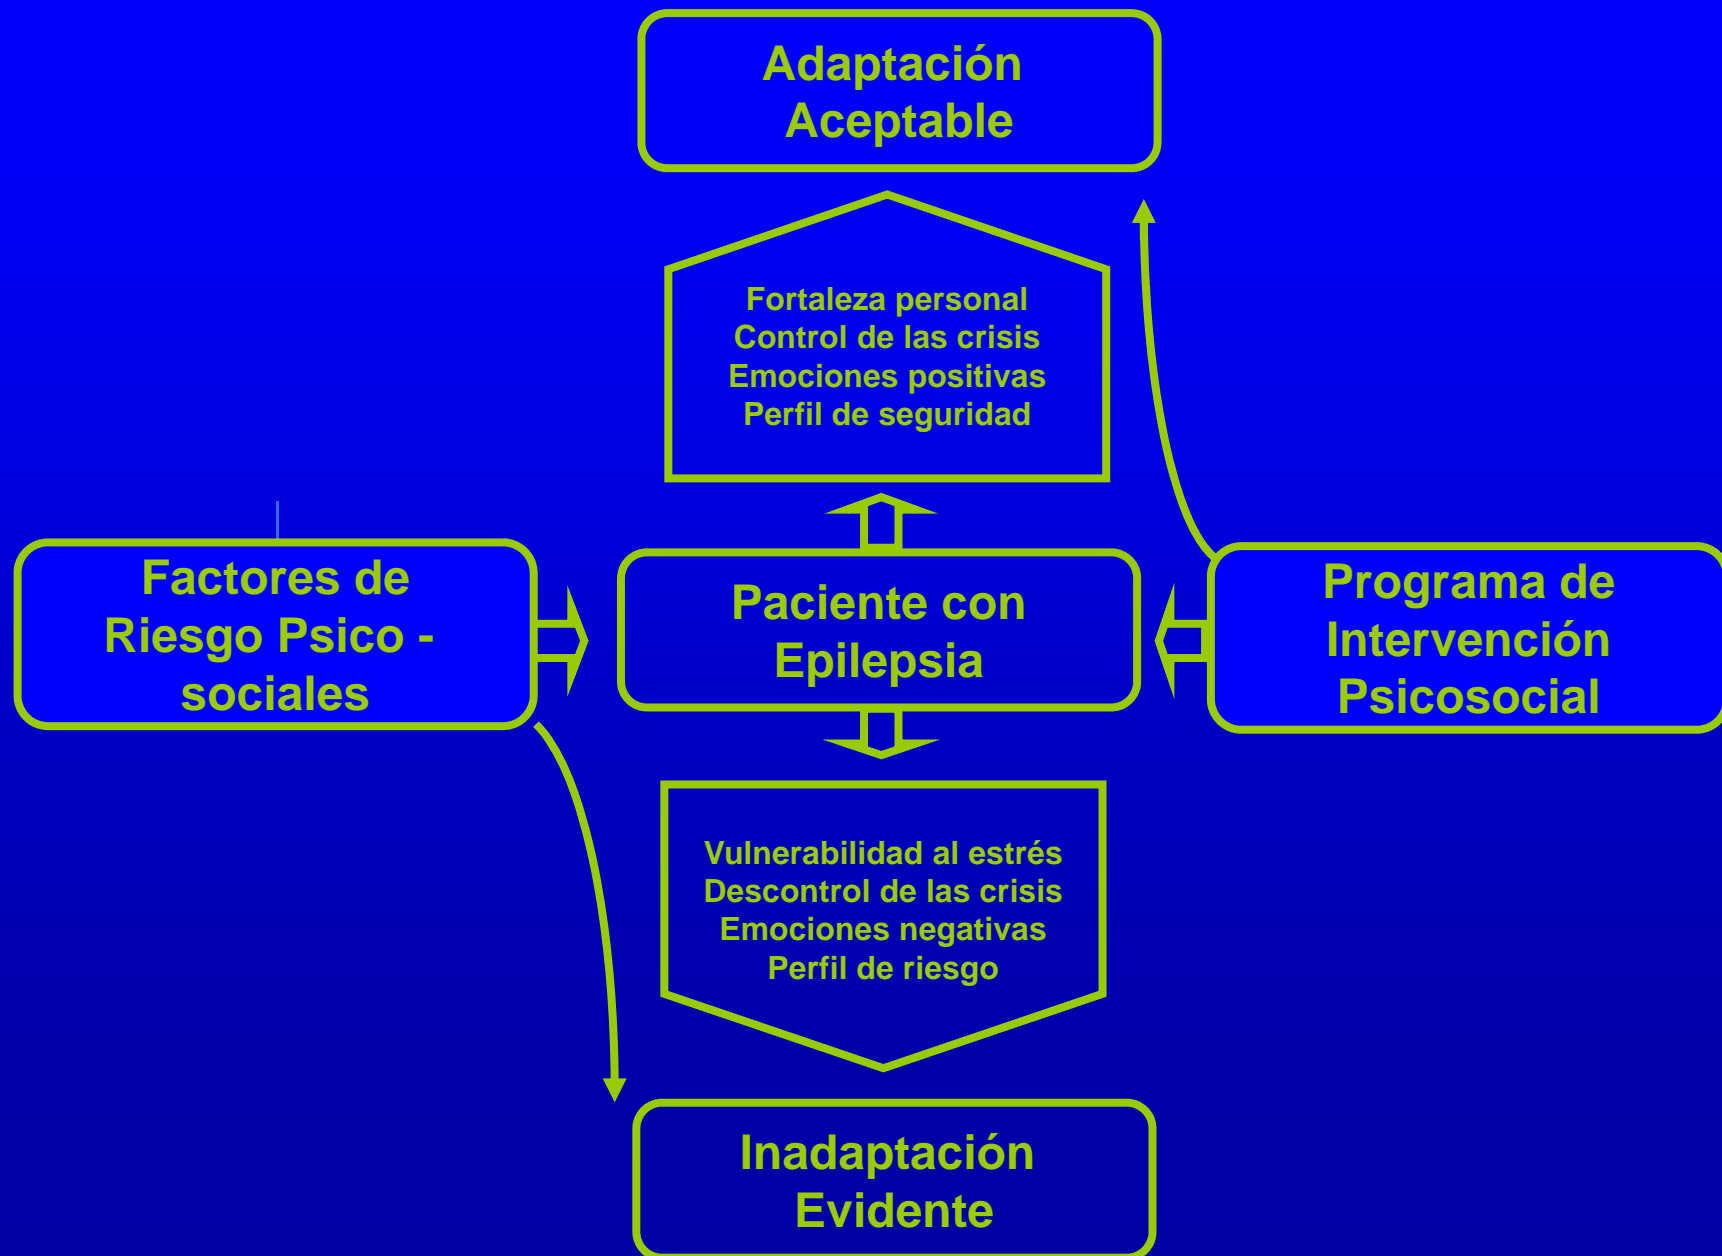 Adaptación
Aceptable
Fortaleza personal
Control de las crisis
Emociones positivas
Perfil de seguridad
Factores de
Riesgo Psico -
sociales
Paciente con
Epilepsia
Programa de
Intervención
Psicosocial
Vulnerabilidad al estrés
Descontrol de las crisis
Emociones negativas
Perfil de riesgo
Inadaptación
Evidente